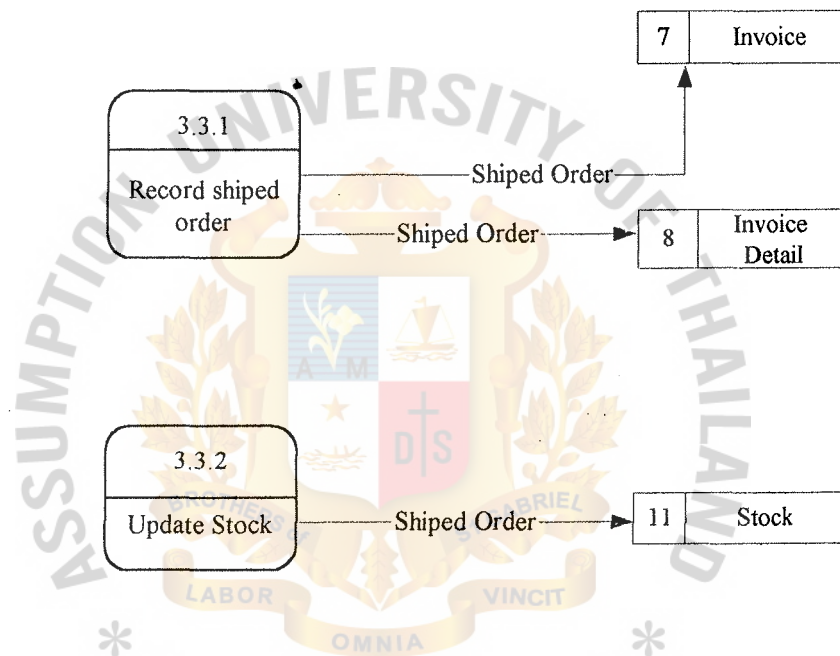 7 Invoice
3.3.1
Record shiped
order
Shiped Order
Shiped Order
8 Invoice
Detail
3.3.2
Update Stock
Shiped Order
11 Stock
ASSUMPTION UNIVERSITY OF THAILAND
A M
D S
BROTHERS of ST GABRIEL
LABOR
OMNIA
VINCIT
* *